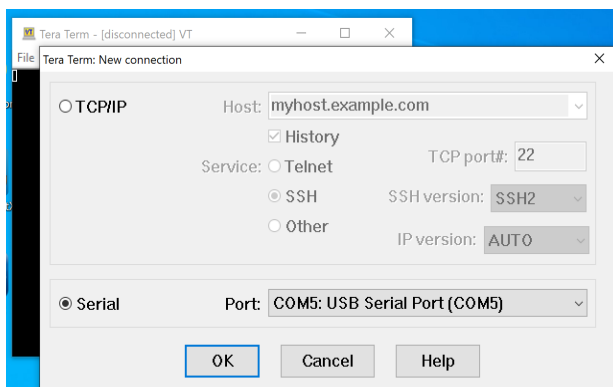 Tera Term - [disconnected] VT
File
Tera Term: New connection
TCP/IP
Host: myhost.example.com
History
Service: Telnet
TCP port#: 22
SSH
SSH version: SSH2
Other
IP version: AUTO
Serial
Port: COM5: USB Serial Port (COM5)
OK Cancel Help